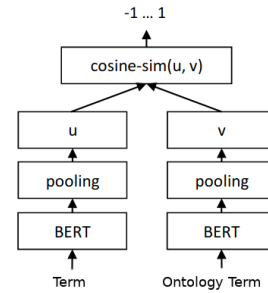 -1 ... 1
cosine-sim(u, v)
u v
pooling pooling
BERT BERT
Term Ontology Term